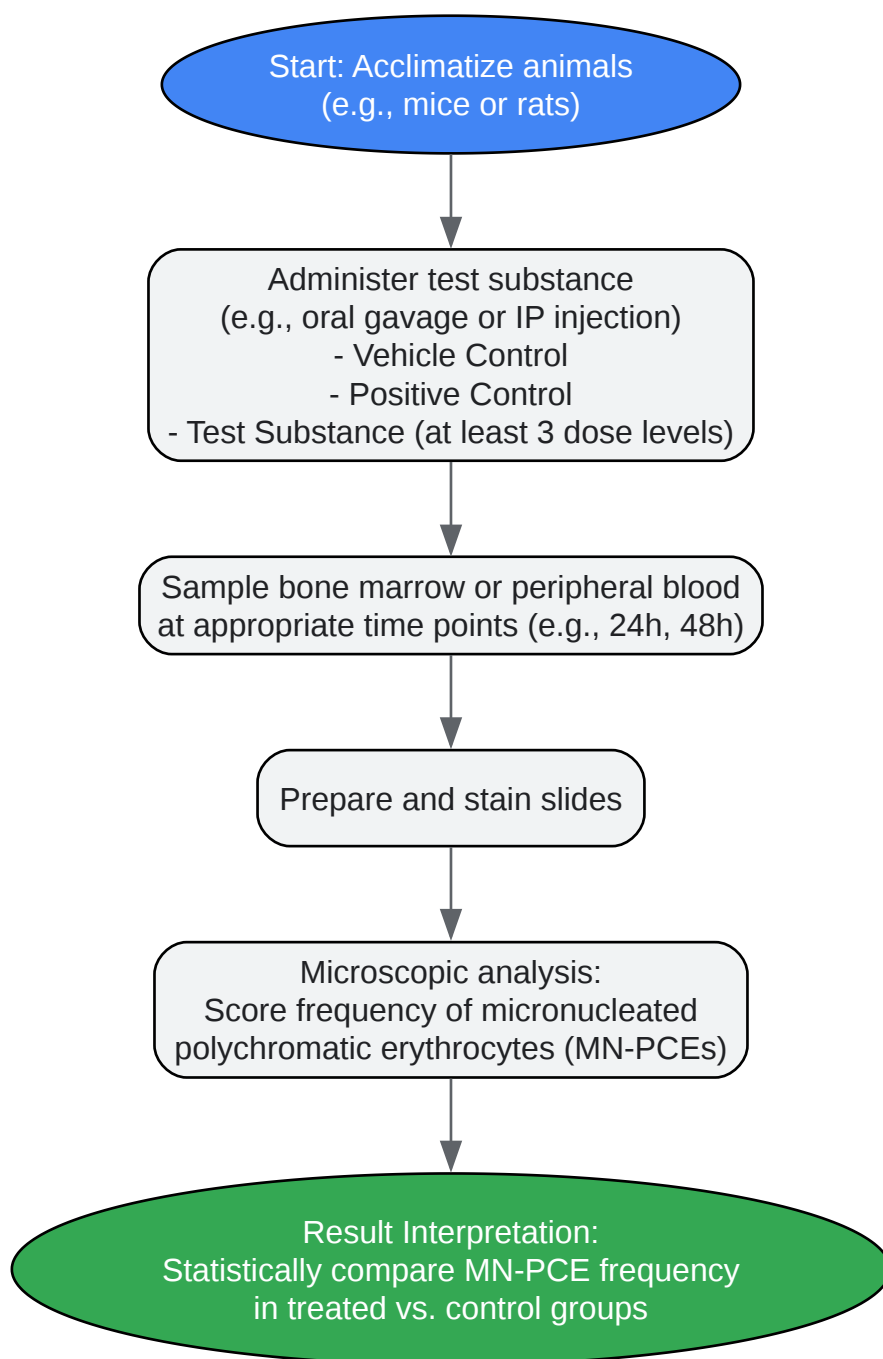 Start: Acclimatize animals
(e.g., mice or rats)
Administer test substance
(e.g., oral gavage or IP injection)
- Vehicle Control
- Positive Control
- Test Substance (at least 3 dose levels)
Sample bone marrow or peripheral blood
at appropriate time points (e.g., 24h, 48h)
Prepare and stain slides
Microscopic analysis:
Score frequency of micronucleated
polychromatic erythrocytes (MN-PCEs)
Result Interpretation:
Statistically compare MN-PCE frequency
in treated vs. control groups